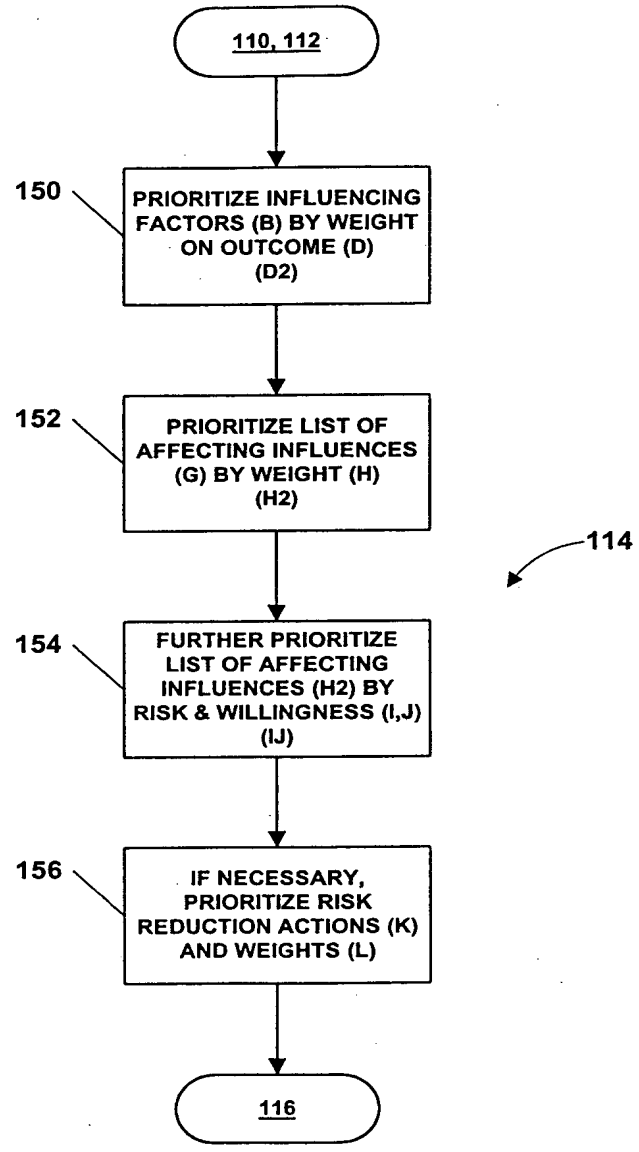 110, 112
150
PRIORITIZE INFLUENCING
FACTORS (B) BY WEIGHT
ON OUTCOME (D)
(D2)
152
PRIORITIZE LIST OF
AFFECTING INFLUENCES
(G) BY WEIGHT (H)
(H2)
114
154
FURTHER PRIORITIZE
LIST OF AFFECTING
INFLUENCES (H2) BY
RISK & WILLINGNESS (I,J)
(IJ)
156
IF NECESSARY,
PRIORITIZE RISK
REDUCTION ACTIONS (K)
AND WEIGHTS (L)
116